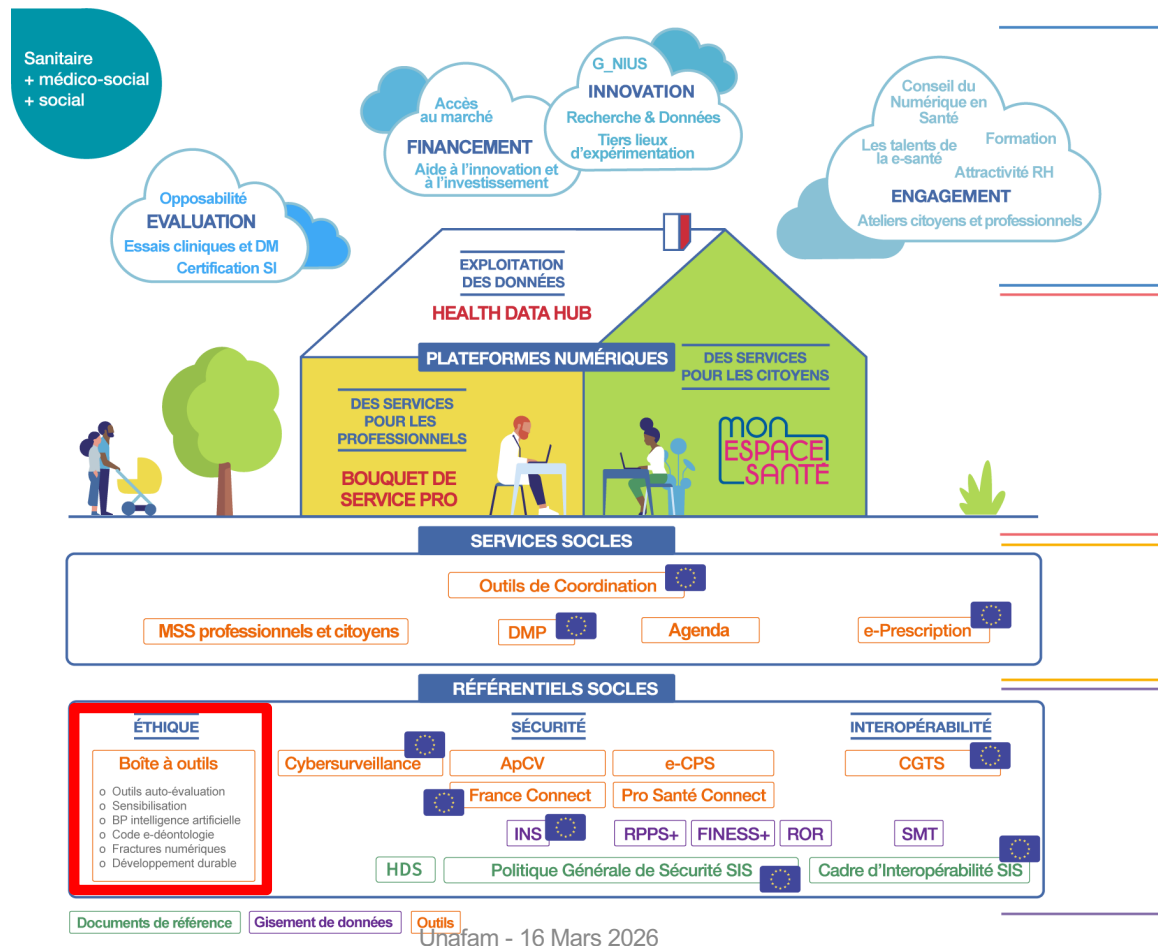 Sanitaire
+ médico-social
+ social
Opposabilité
EVALUATION
Essais cliniques et DM
Certification SI
Accès
au marché
FINANCEMENT
Aide à l'innovation et
à l'investissement
G_NIUS
INNOVATION
Recherche & Données
Tiers lieux
d'expérimentation
Conseil du
Numérique en
Santé
Formation
Les talents de
la e-santé
Attractivité RH
ENGAGEMENT
Ateliers citoyens et professionnels
EXPLOITATION
DES DONNÉES
HEALTH DATA HUB
PLATEFORMES NUMÉRIQUES
DES SERVICES
POUR LES CITOYENS
DES SERVICES
POUR LES
PROFESSIONNELS
BOUQUET DE
SERVICE PRO
mon
ESPACE
SANTÉ
SERVICES SOCLES
Outils de Coordination
MSS professionnels et citoyens
DMP
Agenda
e-Prescription
RÉFÉRENTIELS SOCLES
ÉTHIQUE
Boîte à outils
o Outils auto-évaluation
o Sensibilisation
o BP intelligence artificielle
o Code e-déontologie
o Fractures numériques
o Développement durable
SÉCURITÉ
INTEROPÉRABILITÉ
Cybersurveillance
ApCV
e-CPS
CGTS
France Connect
Pro Santé Connect
INS
RPPS+
FINESS+
ROR
SMT
HDS
Politique Générale de Sécurité SIS
Cadre d'Interopérabilité SIS
Documents de référence
Gisement de données
Outils
Unafam - 16 Mars 2026